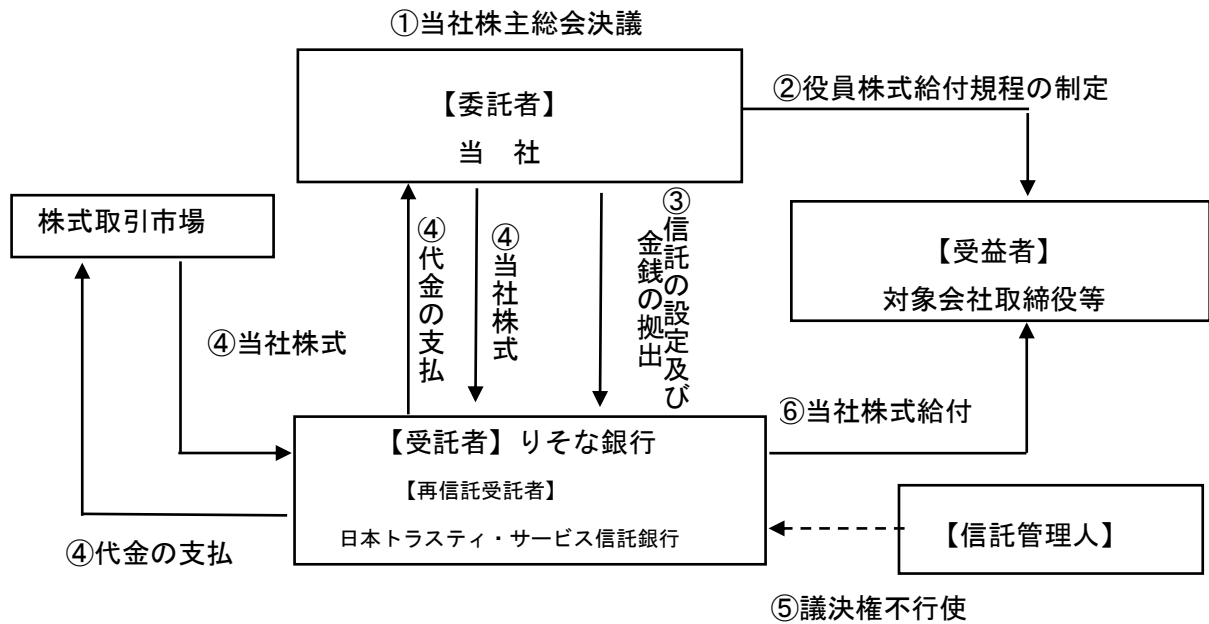 ①当社株主総会決議
【委託者】
当　社
②役員株式給付規程の制定
株式取引市場
【受益者】
対象会社取締役等
④代金の支払
④当社株式
③信託の設定及び
金銭の拠出
④当社株式
⑥当社株式給付
【受託者】りそな銀行
【再信託受託者】
日本トラスティ・サービス信託銀行
【信託管理人】
④代金の支払
⑤議決権不行使